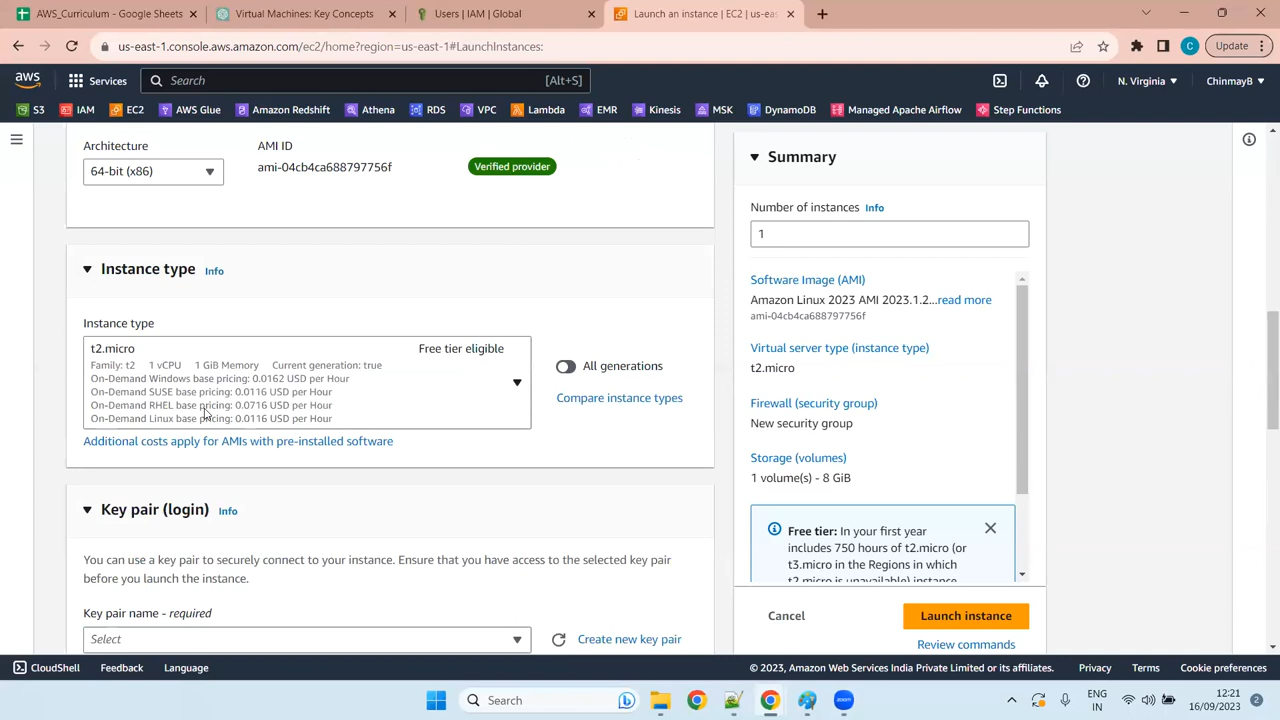 AWS_Curriculum - Google Sheets
Virtual Machines: Key Concepts
Users | IAM | Global
Launch an instance | EC2 | us-eas
us-east-1.console.aws.amazon.com/ec2/home?region=us-east-1#LaunchInstances:
C
Update
aws
Services
Search
[Alt+S]
N. Virginia
ChinmayB
S3
IAM
EC2
AWS Glue
Amazon Redshift
Athena
RDS
VPC
Lambda
EMR
Kinesis
MSK
DynamoDB
Managed Apache Airflow
Step Functions
Architecture
AMI ID
64-bit (x86)
ami-04cb4ca688797756f
Verified provider
Instance type
Info
Instance type
t2.micro
Free tier eligible
Family: t2 1 vCPU 1 GiB Memory Current generation: true
On-Demand Windows base pricing: 0.0162 USD per Hour
On-Demand SUSE base pricing: 0.0116 USD per Hour
On-Demand RHEL base pricing: 0.0716 USD per Hour
On-Demand Linux base pricing: 0.0116 USD per Hour
All generations
Compare instance types
Additional costs apply for AMIs with pre-installed software
Key pair (login)
Info
You can use a key pair to securely connect to your instance. Ensure that you have access to the selected key pair
before you launch the instance.
Key pair name - required
Select
Create new key pair
Summary
Number of instances
Info
1
Software Image (AMI)
Amazon Linux 2023 AMI 2023.1.2...read more
ami-04cb4ca688797756f
Virtual server type (instance type)
t2.micro
Firewall (security group)
New security group
Storage (volumes)
1 volume(s) - 8 GiB
Free tier: In your first year
includes 750 hours of t2.micro (or
t3.micro in the Regions in which
t2.micro is unavailable) instance
Cancel
Launch instance
Review commands
CloudShell
Feedback
Language
© 2023, Amazon Web Services India Private Limited or its affiliates.
Privacy
Terms
Cookie preferences
Search
ENG
IN
12:21
16/09/2023
2